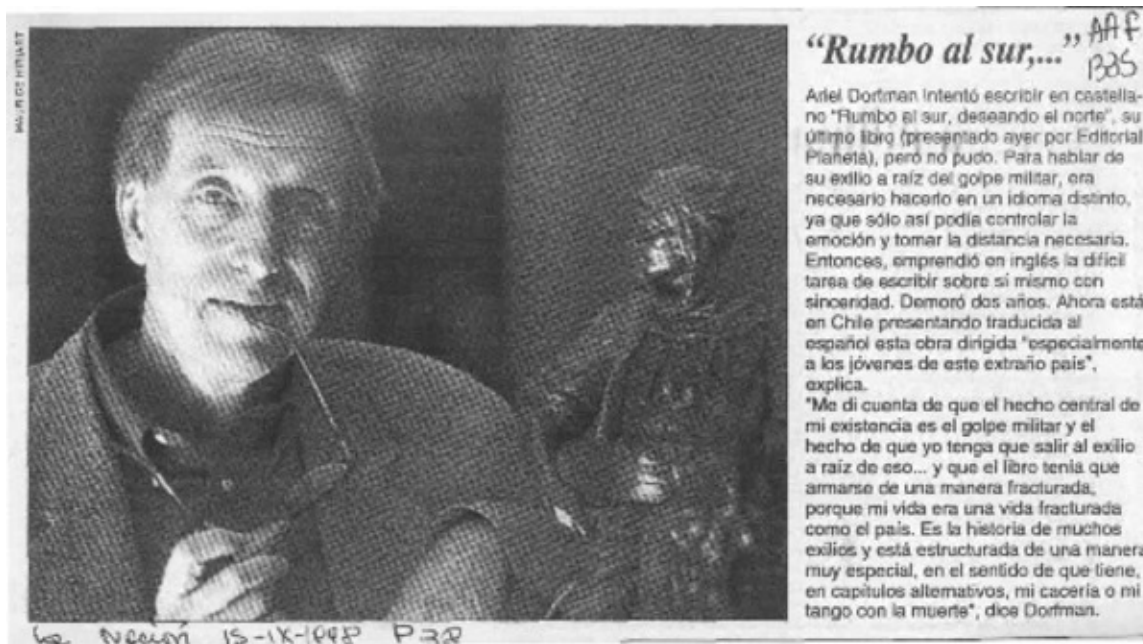 “Rumbo al sur,...”
AAF
1335
Ariel Dorfman intentó escribir en castella-
no "Rumbo al sur, deseando el norte", su
último libro (presentado ayer por Editorial
Planeta), pero no pudo. Para hablar de
su exilio a raíz del golpe militar, era
necesario hacerlo en un idioma distinto,
ya que sólo así podía controlar la
emoción y tomar la distancia necesaria.
Entonces, emprendió en inglés la difícil
tarea de escribir sobre sí mismo con
sinceridad. Demoró dos años. Ahora está
en Chile presentando traducida al
español esta obra dirigida "especialmente
a los jóvenes de este extraño país",
explica.
"Me di cuenta de que el hecho central de
mi existencia es el golpe militar y el
hecho de que yo tenga que salir al exilio
a raíz de eso... y que el libro tenía que
armarse de una manera fracturada,
porque mi vida era una vida fracturada
como el país. Es la historia de muchos
exilios y está estructurada de una manera
muy especial, en el sentido de que tiene,
en capítulos alternativos, mi cacería o mi
tango con la muerte", dice Dorfman.
La Nación 15-IX-1998 P38